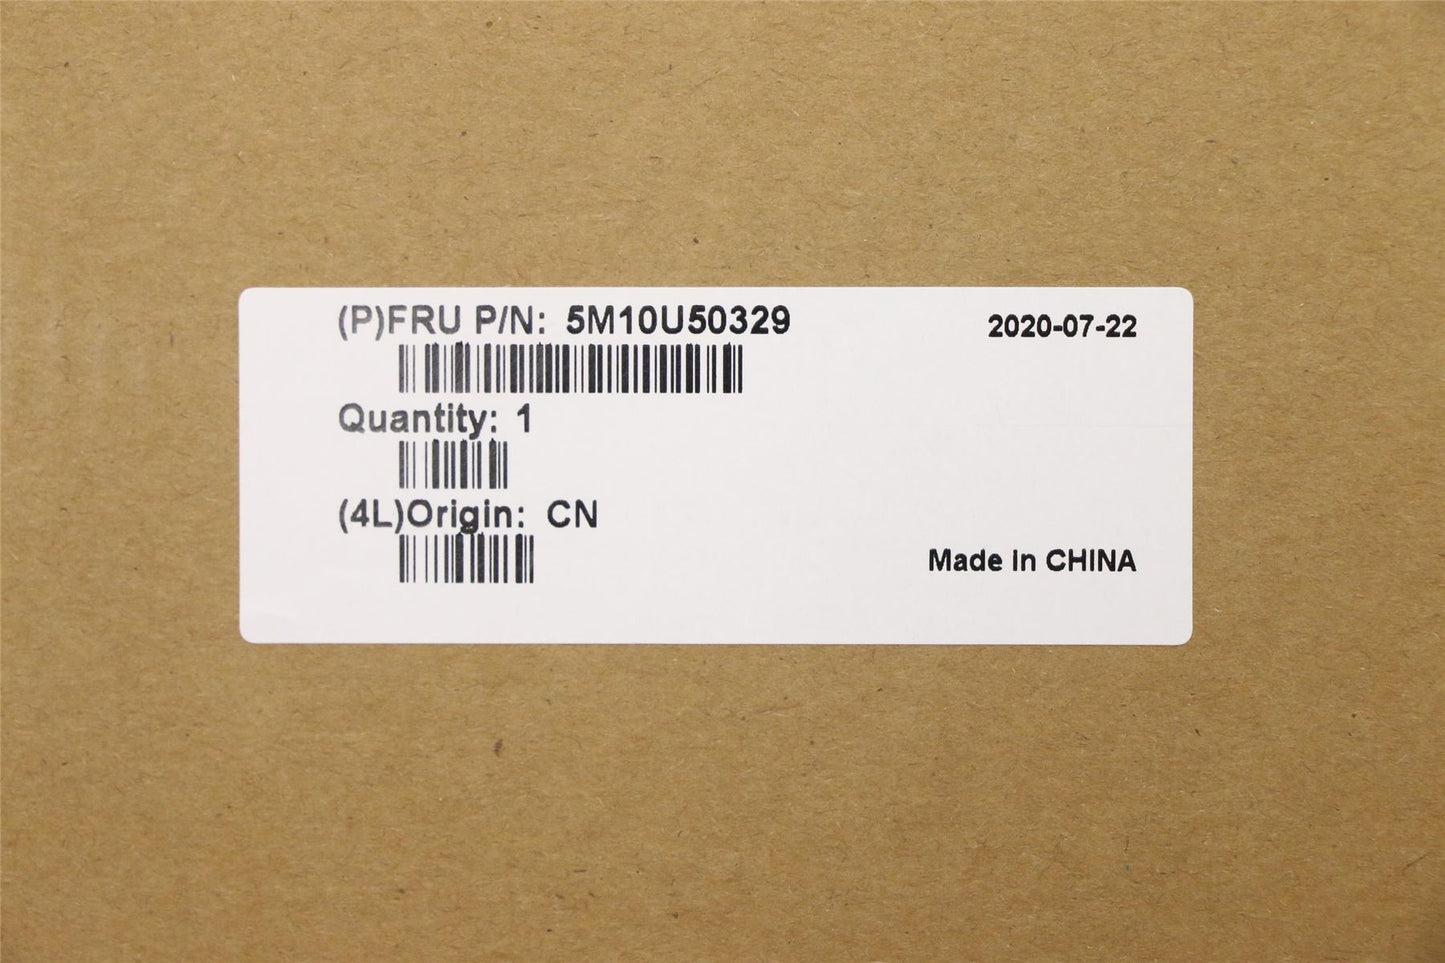 (P)FRU P/N: 5M10U50329
2020-07-22
Quantity: 1
(4L)Origin: CN
Made in CHINA